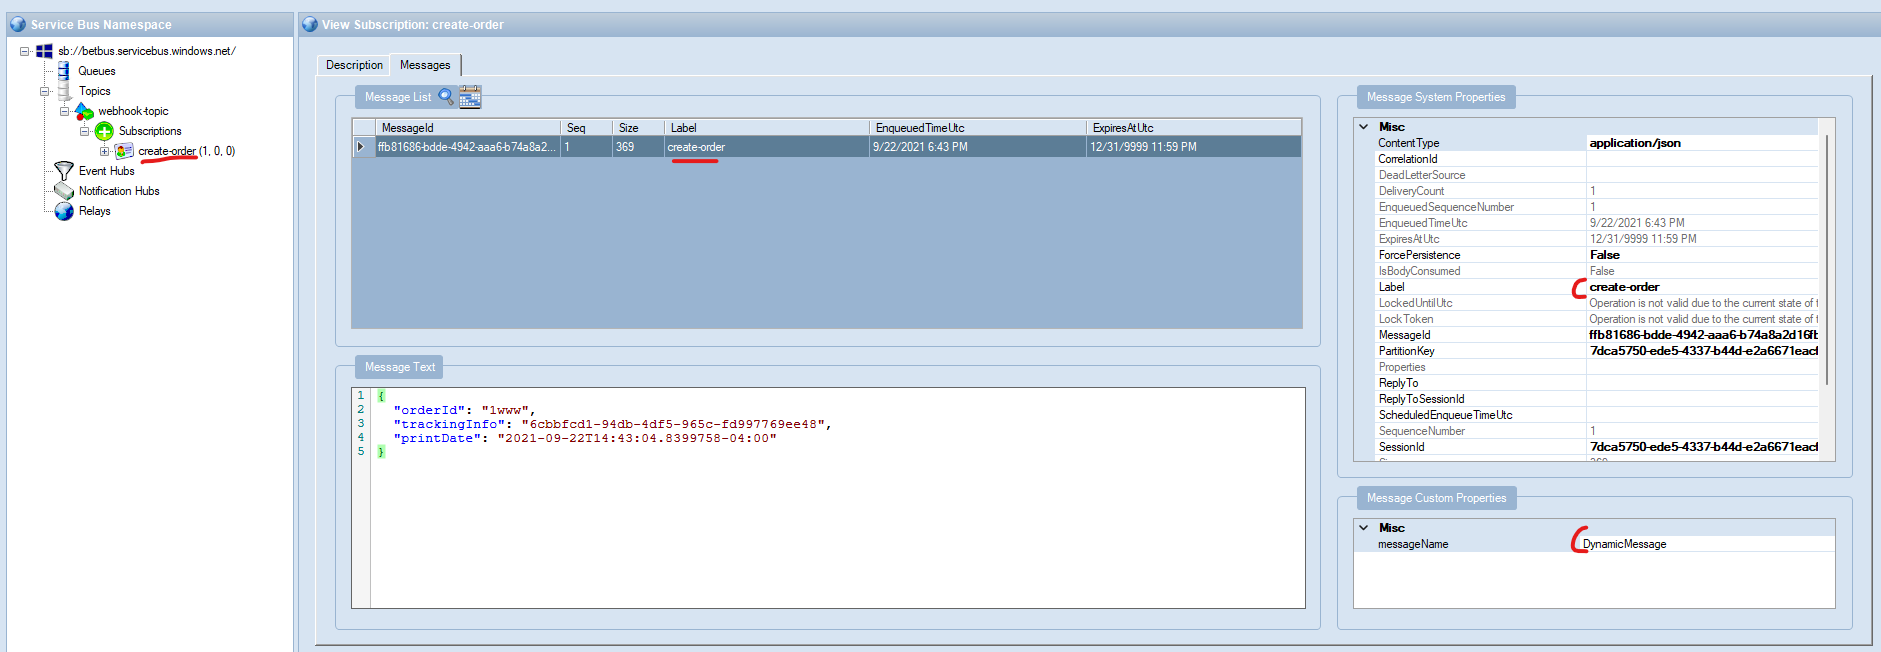 Service Bus Namespace
sb://betbus.servicebus.windows.net/
Queues
Topics
webhook-topic
Subscriptions
create-order (1, 0, 0)
Event Hubs
Notification Hubs
Relays
View Subscription: create-order
Description Messages
Message List
MessageId Seq Size Label EnqueuedTimeUtc ExpiresAtUtc
ffb81686-bdde-4942-aaa6-b74a8a2... 1 369 create-order 9/22/2021 6:43 PM 12/31/9999 11:59 PM
Message Text
1 {
2 "orderId": "1www",
3 "trackingInfo": "6cbbfcd1-94db-4df5-965c-fd997769ee48",
4 "printDate": "2021-09-22T14:43:04.8399758-04:00"
5 }
Message System Properties
Misc
ContentType application/json
CorrelationId
DeadLetterSource
DeliveryCount 1
EnqueuedSequenceNumber 1
EnqueuedTimeUtc 9/22/2021 6:43 PM
ExpiresAtUtc 12/31/9999 11:59 PM
ForcePersistence False
IsBodyConsumed False
Label create-order
LockedUntilUtc Operation is not valid due to the current state of t
LockToken Operation is not valid due to the current state of t
MessageId ffb81686-bdde-4942-aaa6-b74a8a2d16fb
PartitionKey 7dca5750-ede5-4337-b44d-e2a6671eacf
Properties
ReplyTo
ReplyToSessionId
ScheduledEnqueueTimeUtc
SequenceNumber 1
SessionId 7dca5750-ede5-4337-b44d-e2a6671eacf
Message Custom Properties
Misc
messageName DynamicMessage